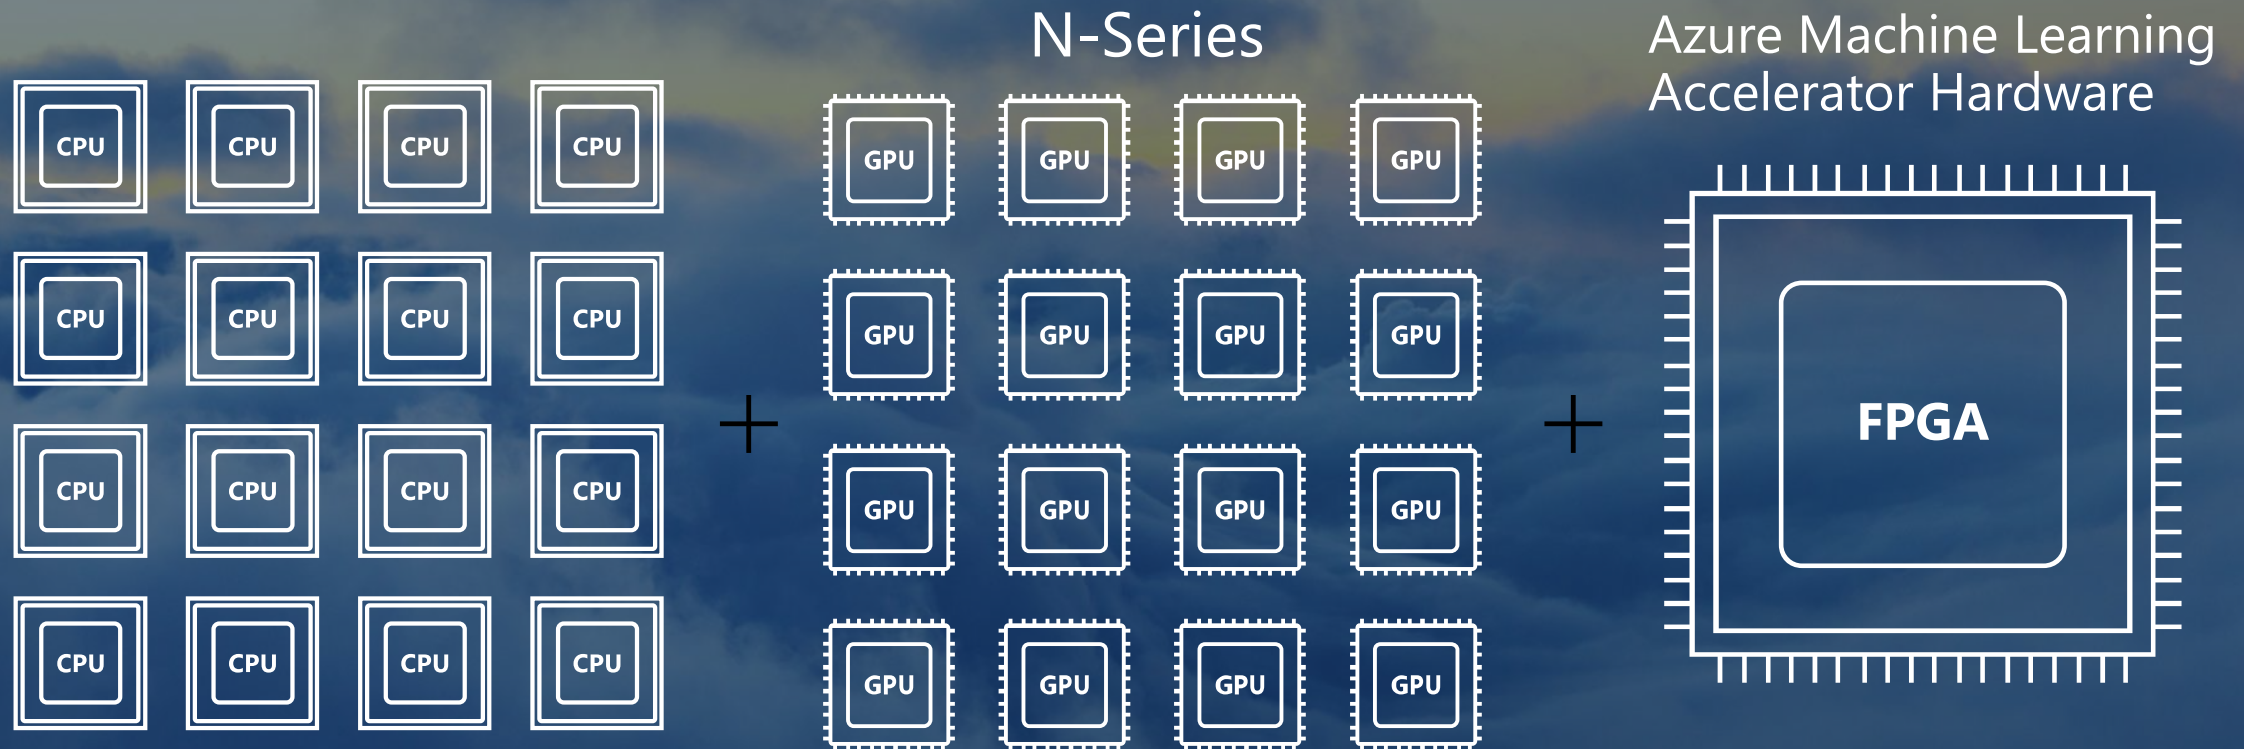 N-Series
Azure Machine Learning
Accelerator Hardware
CPU CPU CPU CPU
CPU CPU CPU CPU
CPU CPU CPU CPU
CPU CPU CPU CPU
+
GPU GPU GPU GPU
GPU GPU GPU GPU
GPU GPU GPU GPU
GPU GPU GPU GPU
+
FPGA